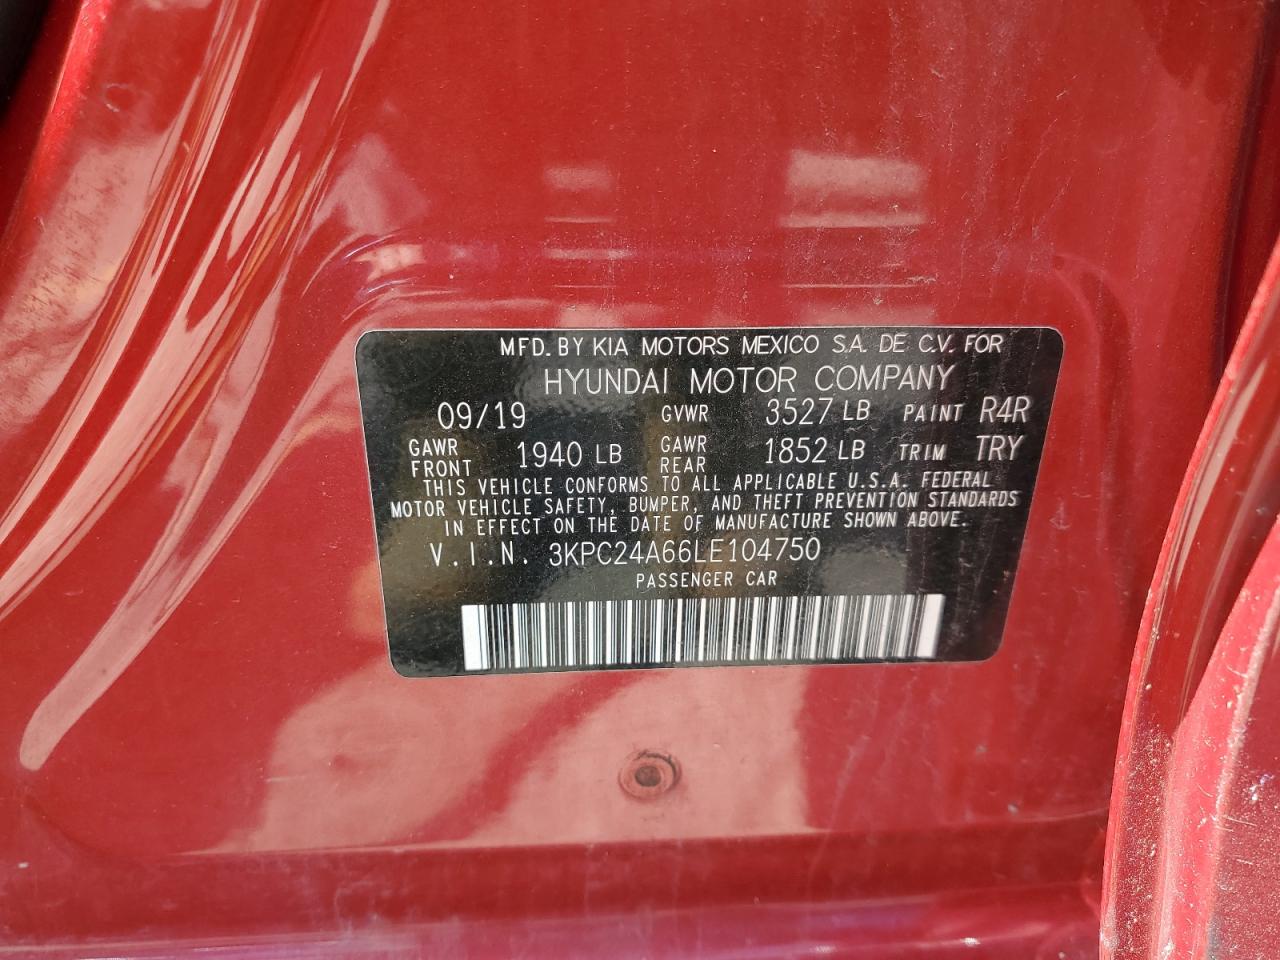 MFD. BY KIA MOTORS MEXICO S.A. DE C.V. FOR
HYUNDAI MOTOR COMPANY
09/19 GVWR 3527 LB PAINT R4R
GAWR FRONT 1940 LB GAWR REAR 1852 LB TRIM TRY
THIS VEHICLE CONFORMS TO ALL APPLICABLE U.S.A. FEDERAL
MOTOR VEHICLE SAFETY, BUMPER, AND THEFT PREVENTION STANDARDS
IN EFFECT ON THE DATE OF MANUFACTURE SHOWN ABOVE.
V.I.N. 3KPC24A66LE104750
PASSENGER CAR